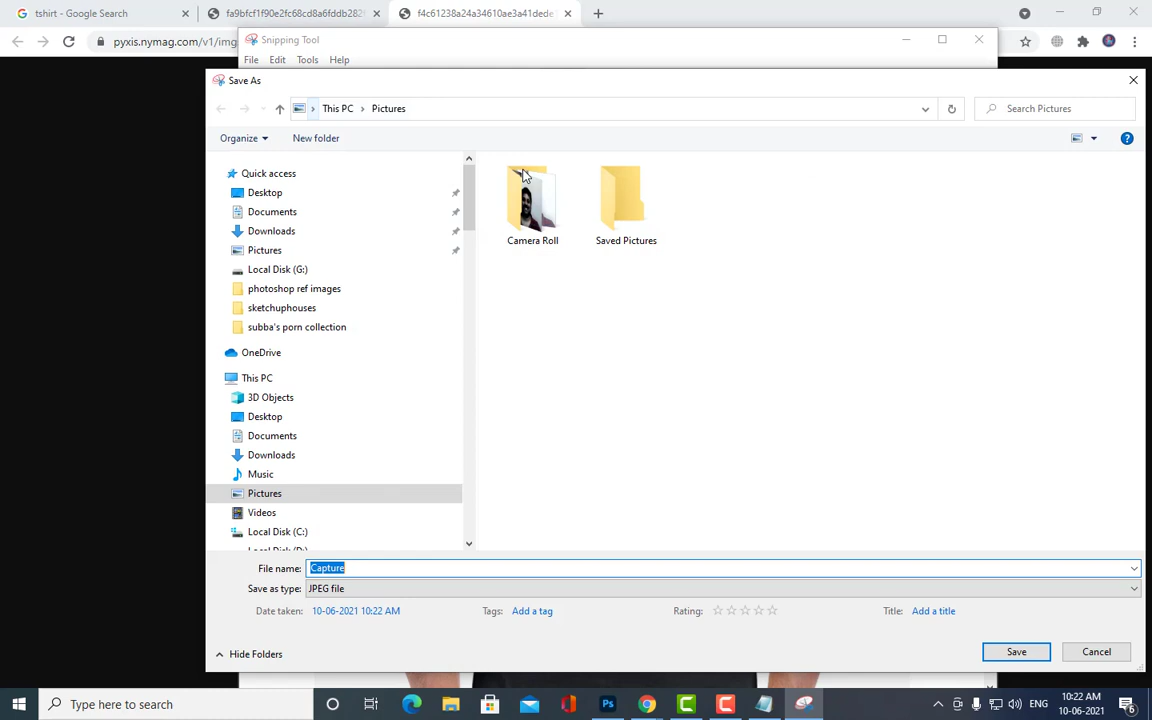 tshirt - Google Search
fa9bfcf1f90e2fc68cd8a6fddb282
f4c61238a24a34610ae3a41dede
pyxis.nymag.com/v1/img
Snipping Tool
File Edit Tools Help
Save As
This PC > Pictures
Search Pictures
Organize
New folder
Quick access
Desktop
Documents
Downloads
Pictures
Local Disk (G:)
photoshop ref images
sketchuphouses
subba's porn collection
OneDrive
This PC
3D Objects
Desktop
Documents
Downloads
Music
Pictures
Videos
Local Disk (C:)
Camera Roll
Saved Pictures
File name: Capture
Save as type: JPEG file
Date taken: 10-06-2021 10:22 AM
Tags: Add a tag
Rating:
Title: Add a title
Hide Folders
Save
Cancel
Type here to search
Ps
ENG
10:22 AM
10-06-2021
6